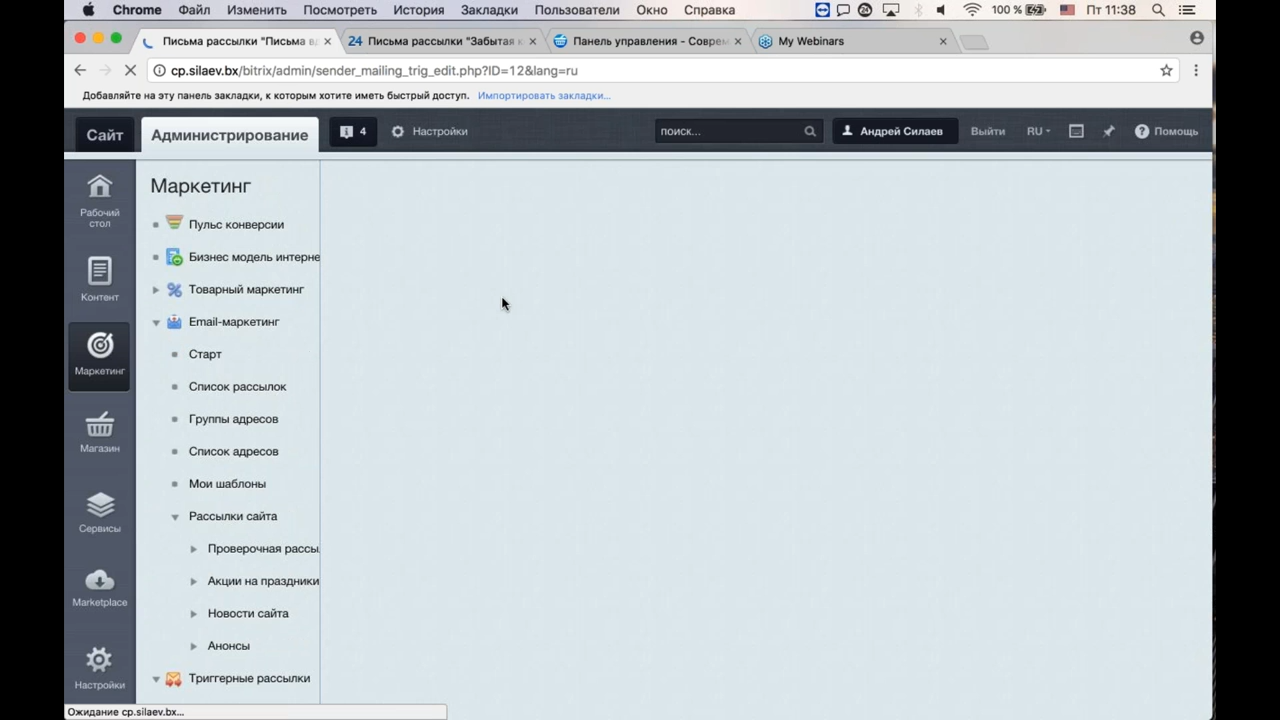 Chrome Файл Изменить Посмотреть История Закладки Пользователи Окно Справка 100 % Пт 11:38
Письма рассылки "Письма в 24 Письма рассылки "Забытая Панель управления - Соврем My Webinars
cp.silaev.bx/bitrix/admin/sender_mailing_trig_edit.php?ID=12&lang=ru
Добавляйте на эту панель закладки, к которым хотите иметь быстрый доступ. Импортировать закладки...
Сайт Администрирование 4 Настройки поиск... Андрей Силаев Выйти RU Помощь
Рабочий стол
Контент
Маркетинг
Магазин
Сервисы
Marketplace
Настройки
Маркетинг
Пульс конверсии
Бизнес модель интерне
Товарный маркетинг
Email-маркетинг
Старт
Список рассылок
Группы адресов
Список адресов
Мои шаблоны
Рассылки сайта
Проверочная рассы
Акции на праздники
Новости сайта
Анонсы
Триггерные рассылки
Ожидание cp.silaev.bx...